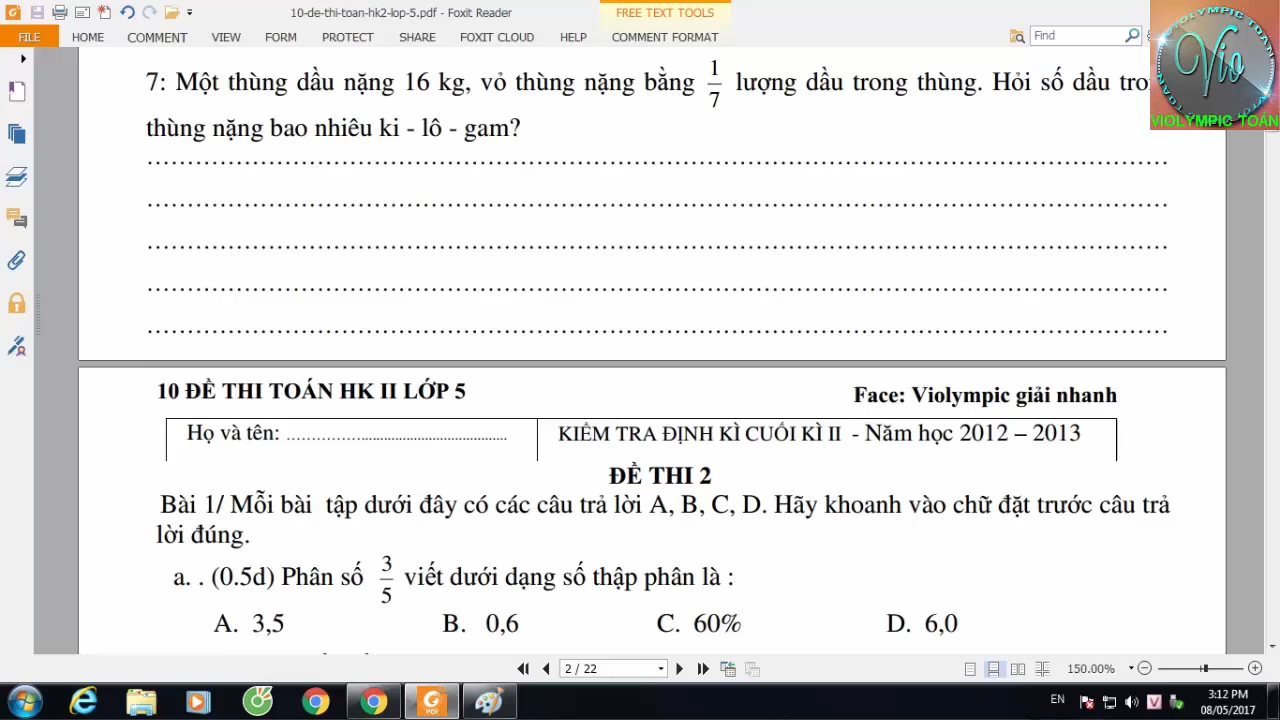 10-de-thi-toan-hk2-lop-5.pdf - Foxit Reader
FREE TEXT TOOLS
FILE HOME COMMENT VIEW FORM PROTECT SHARE FOXIT CLOUD HELP COMMENT FORMAT
Find
VIOLYMPIC TOAN
Vio
VIOLYMPIC TOÁN
7: Một thùng dầu nặng 16 kg, vỏ thùng nặng bằng 1/7 lượng dầu trong thùng. Hỏi số dầu
thùng nặng bao nhiêu ki - lô - gam?
10 ĐỀ THI TOÁN HK II LỚP 5
Face: Violympic giải nhanh
Họ và tên: ........................................................
KIỂM TRA ĐỊNH KÌ CUỐI KÌ II - Năm học 2012 – 2013
ĐỀ THI 2
Bài 1/ Mỗi bài tập dưới đây có các câu trả lời A, B, C, D. Hãy khoanh vào chữ đặt trước câu trả
lời đúng.
a. . (0.5d) Phân số 3/5 viết dưới dạng số thập phân là :
A. 3,5 B. 0,6 C. 60% D. 6,0
2 / 22
150.00%
PDF
EN
3:12 PM
08/05/2017